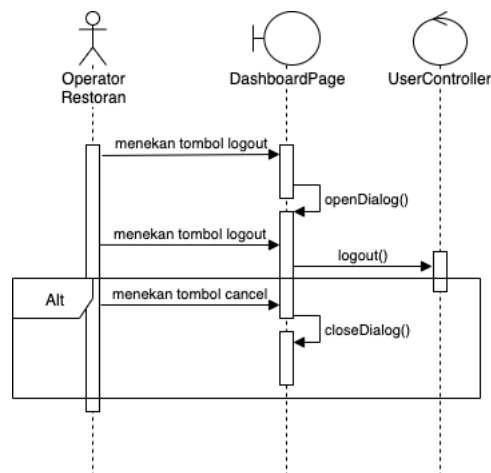 Operator
Restoran
DashboardPage
UserController
menekan tombol logout
openDialog()
menekan tombol logout
logout()
Alt
menekan tombol cancel
closeDialog()